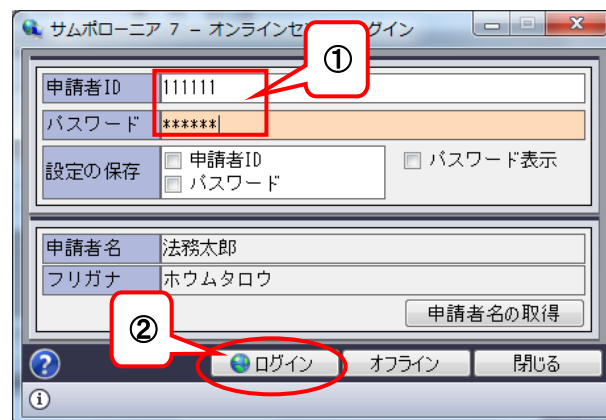 サムポローニア 7 － オンラインセ グイン
①
申請者ID 111111
パスワード ******
設定の保存 申請者ID パスワード表示
パスワード
申請者名 法務太郎
フリガナ ホウムタロウ
申請者名の取得
②
ログイン オフライン 閉じる